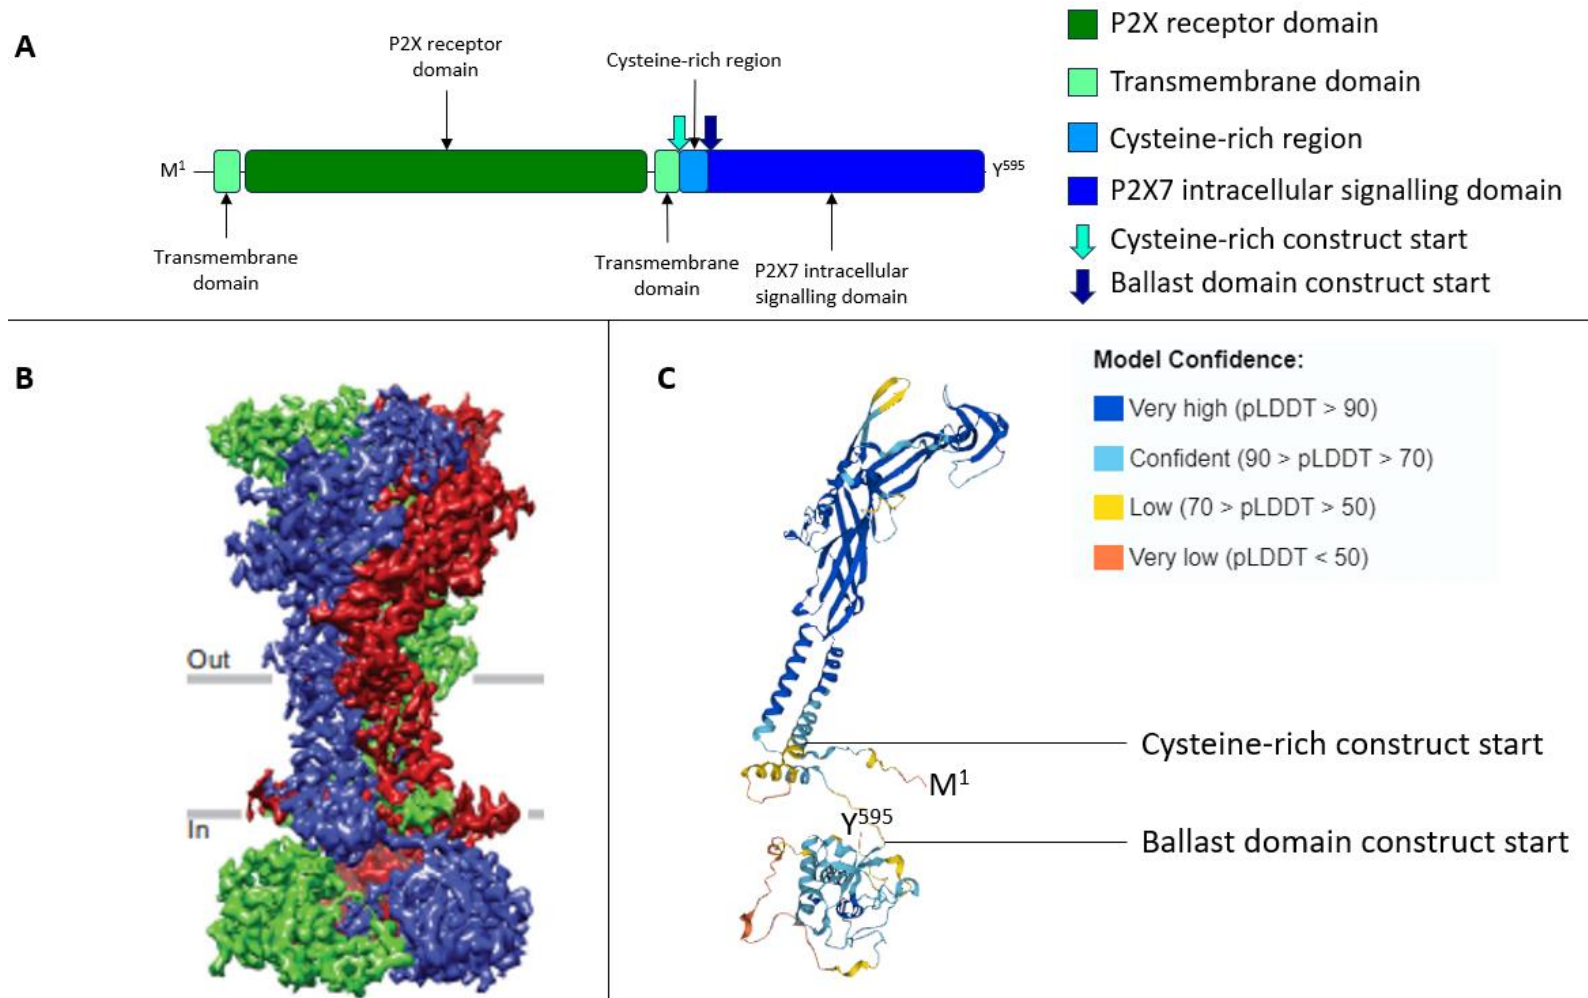 A
P2X receptor
domain
Cysteine-rich region
M¹
Y⁵⁹⁵
Transmembrane
domain
Transmembrane
domain
P2X7 intracellular
signalling domain
P2X receptor domain
Transmembrane domain
Cysteine-rich region
P2X7 intracellular signalling domain
Cysteine-rich construct start
Ballast domain construct start
B
Out
In
C
Model Confidence:
Very high (pLDDT > 90)
Confident (90 > pLDDT > 70)
Low (70 > pLDDT > 50)
Very low (pLDDT < 50)
Cysteine-rich construct start
M¹
Y⁵⁹⁵
Ballast domain construct start